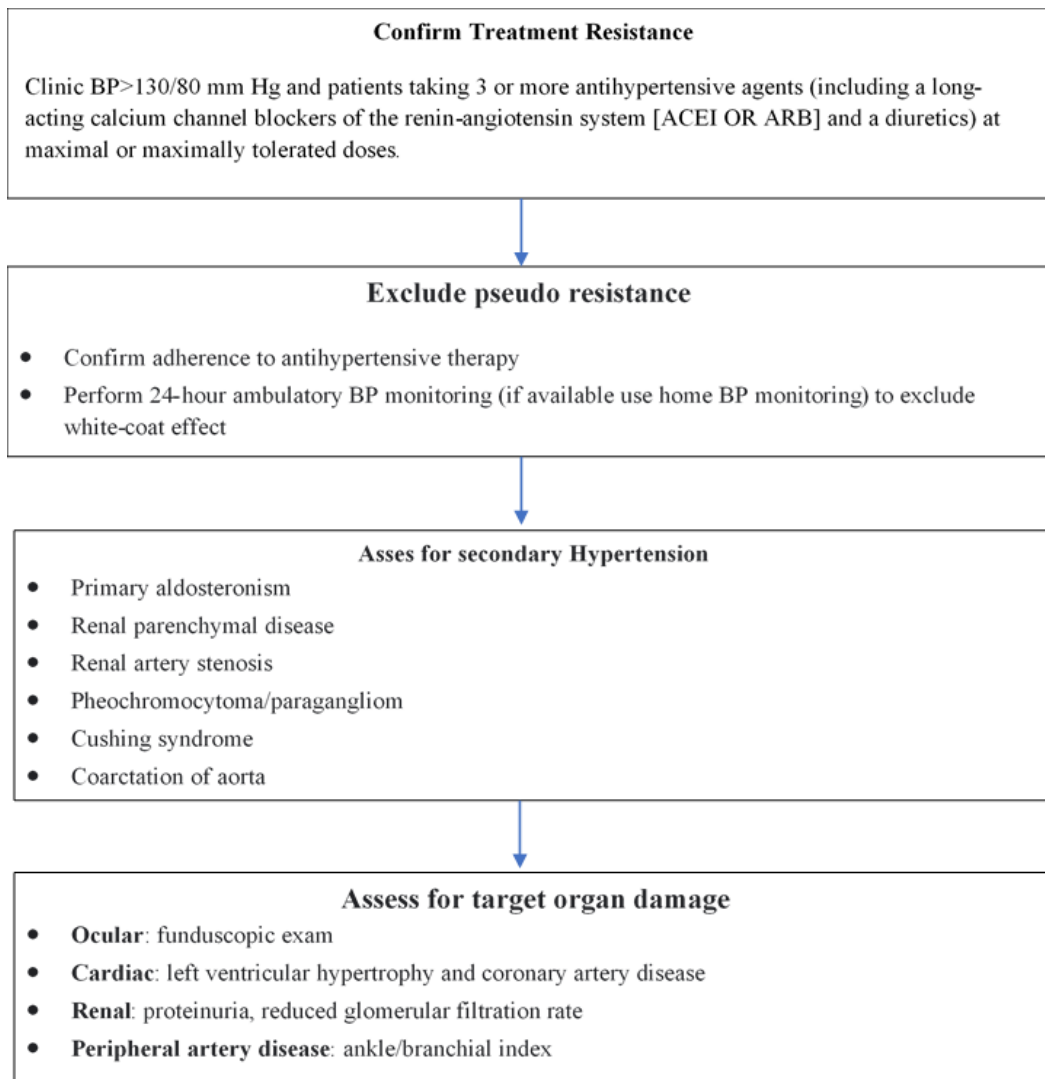 Confirm Treatment Resistance
Clinic BP>130/80 mm Hg and patients taking 3 or more antihypertensive agents (including a long-
acting calcium channel blockers of the renin-angiotensin system [ACEI OR ARB] and a diuretics) at
maximal or maximally tolerated doses.
Exclude pseudo resistance
• Confirm adherence to antihypertensive therapy
• Perform 24-hour ambulatory BP monitoring (if available use home BP monitoring) to exclude
white-coat effect
Asses for secondary Hypertension
• Primary aldosteronism
• Renal parenchymal disease
• Renal artery stenosis
• Pheochromocytoma/paragangliom
• Cushing syndrome
• Coarctation of aorta
Assess for target organ damage
• Ocular: funduscopic exam
• Cardiac: left ventricular hypertrophy and coronary artery disease
• Renal: proteinuria, reduced glomerular filtration rate
• Peripheral artery disease: ankle/branchial index